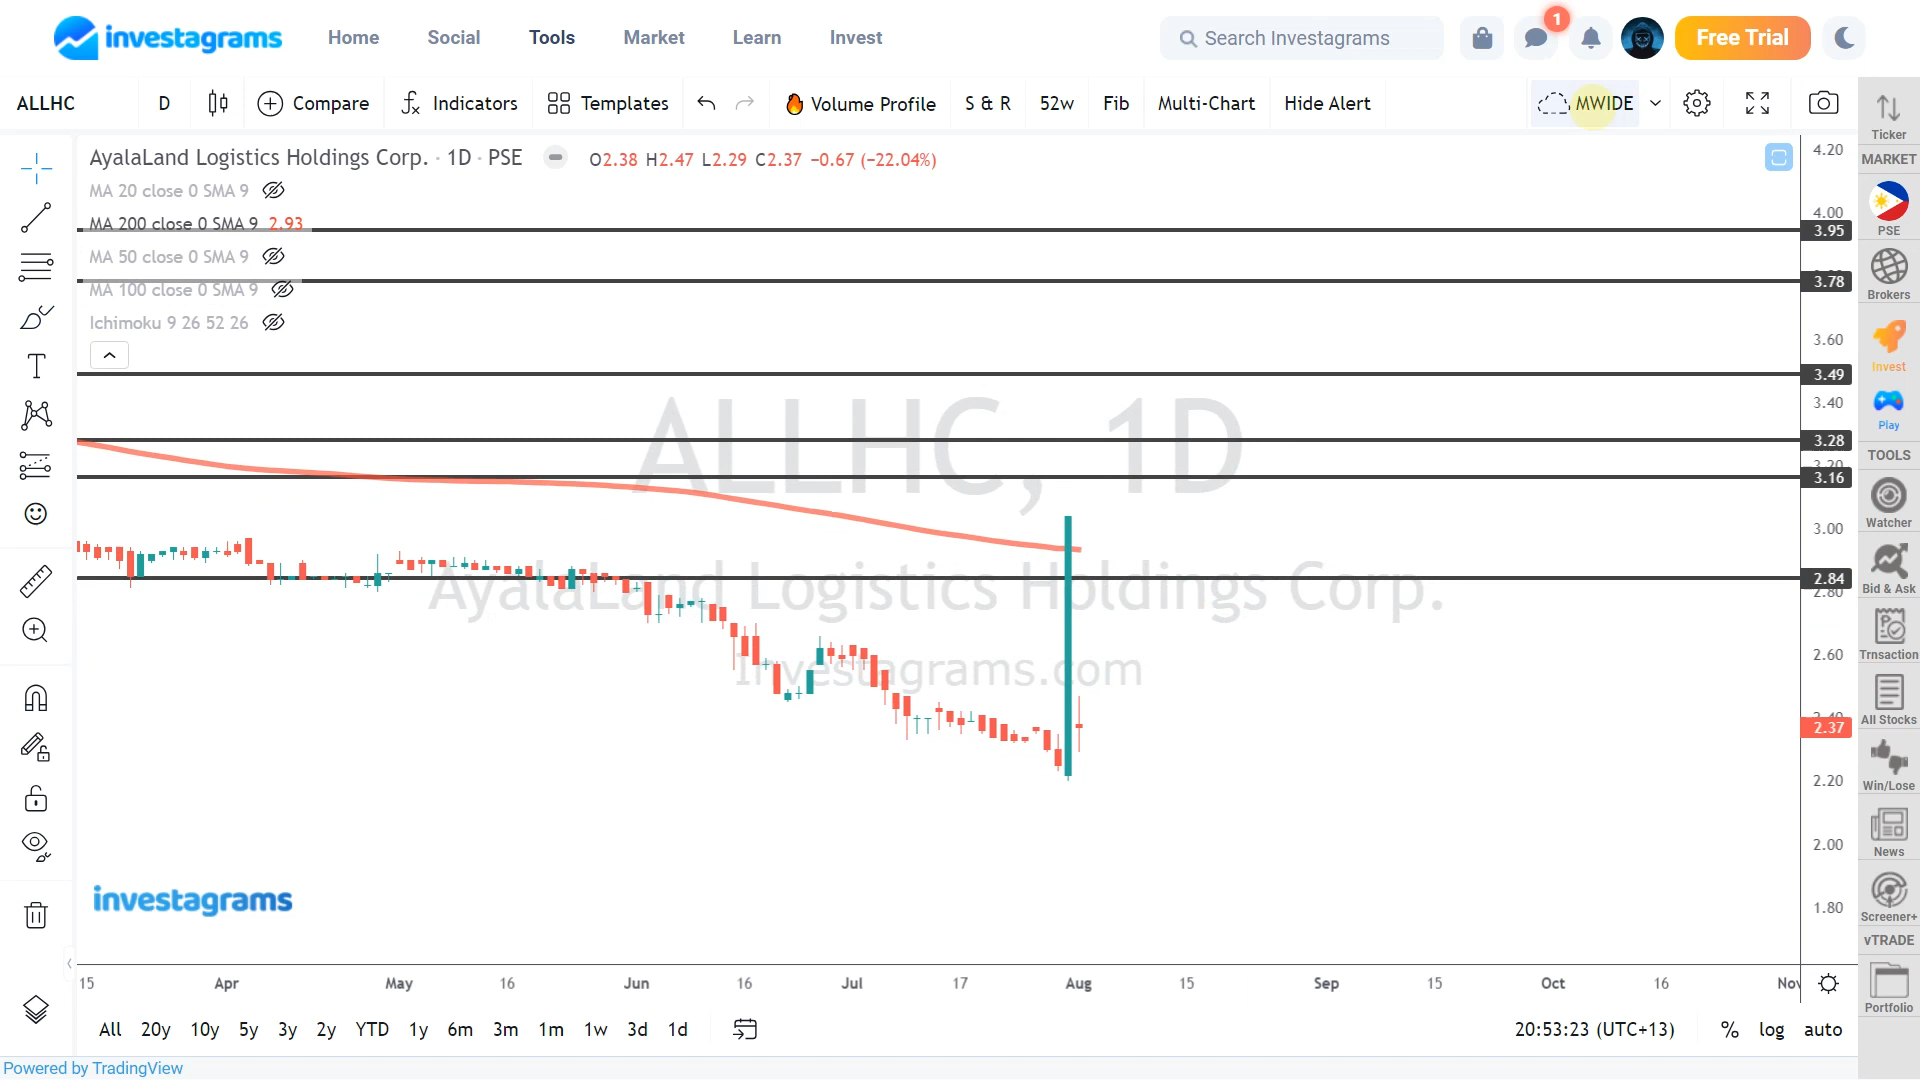 investagrams
Home Social Tools Market Learn Invest
Search Investagrams
1
Free Trial
ALLHC D Compare Indicators Templates Volume Profile S & R 52w Fib Multi-Chart Hide Alert MWIDE
AyalaLand Logistics Holdings Corp. · 1D · PSE O2.38 H2.47 L2.29 C2.37 −0.67 (−22.04%)
MA 20 close 0 SMA 9
MA 200 close 0 SMA 9 2.93
MA 50 close 0 SMA 9
MA 100 close 0 SMA 9
Ichimoku 9 26 52 26
ALLHC, 1D
AyalaLand Logistics Holdings Corp.
Investagrams.com
investagrams
4.20
4.00
3.95
3.78
3.60
3.49
3.40
3.28
3.20
3.16
3.00
2.84
2.80
2.60
2.40
2.37
2.20
2.00
1.80
15 Apr May 16 Jun 16 Jul 17 Aug 15 Sep 15 Oct 16 Nov
All 20y 10y 5y 3y 2y YTD 1y 6m 3m 1m 1w 3d 1d
20:53:23 (UTC+13) % log auto
Powered by TradingView
Ticker
MARKET
PSE
Brokers
Invest
Play
TOOLS
Watcher
Bid & Ask
Trnsaction
All Stocks
Win/Lose
News
Screener+
vTRADE
Portfolio